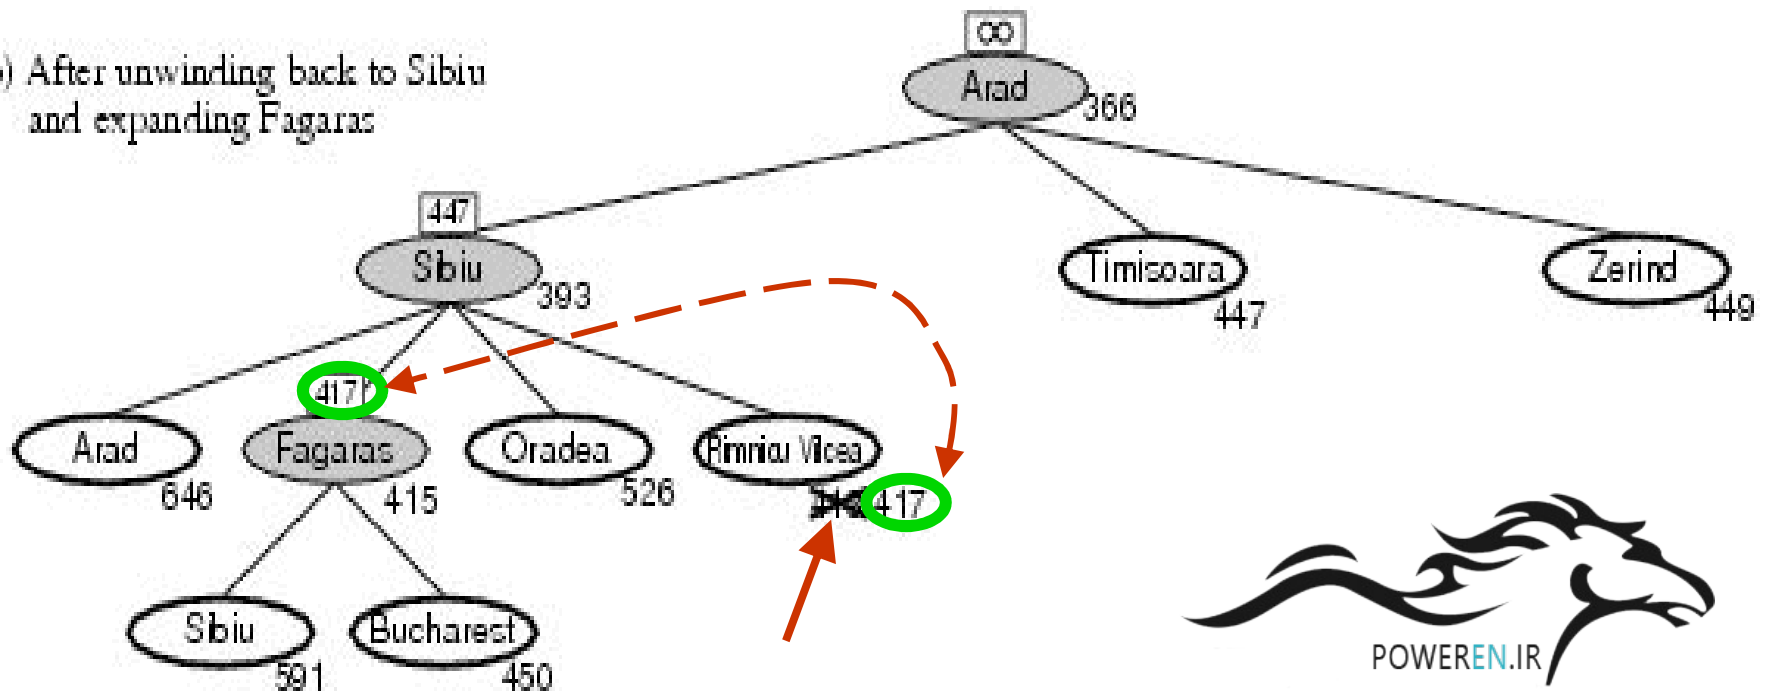 ∞
) After unwinding back to Sibiu
and expanding Fagaras
Arad
366
447
Sibiu
393
Timisoara
447
Zerind
449
417
Arad
646
Fagaras
415
Oradea
526
Rimnicu Vilcea
417
Sibiu
591
Bucharest
450
POWEREN.IR